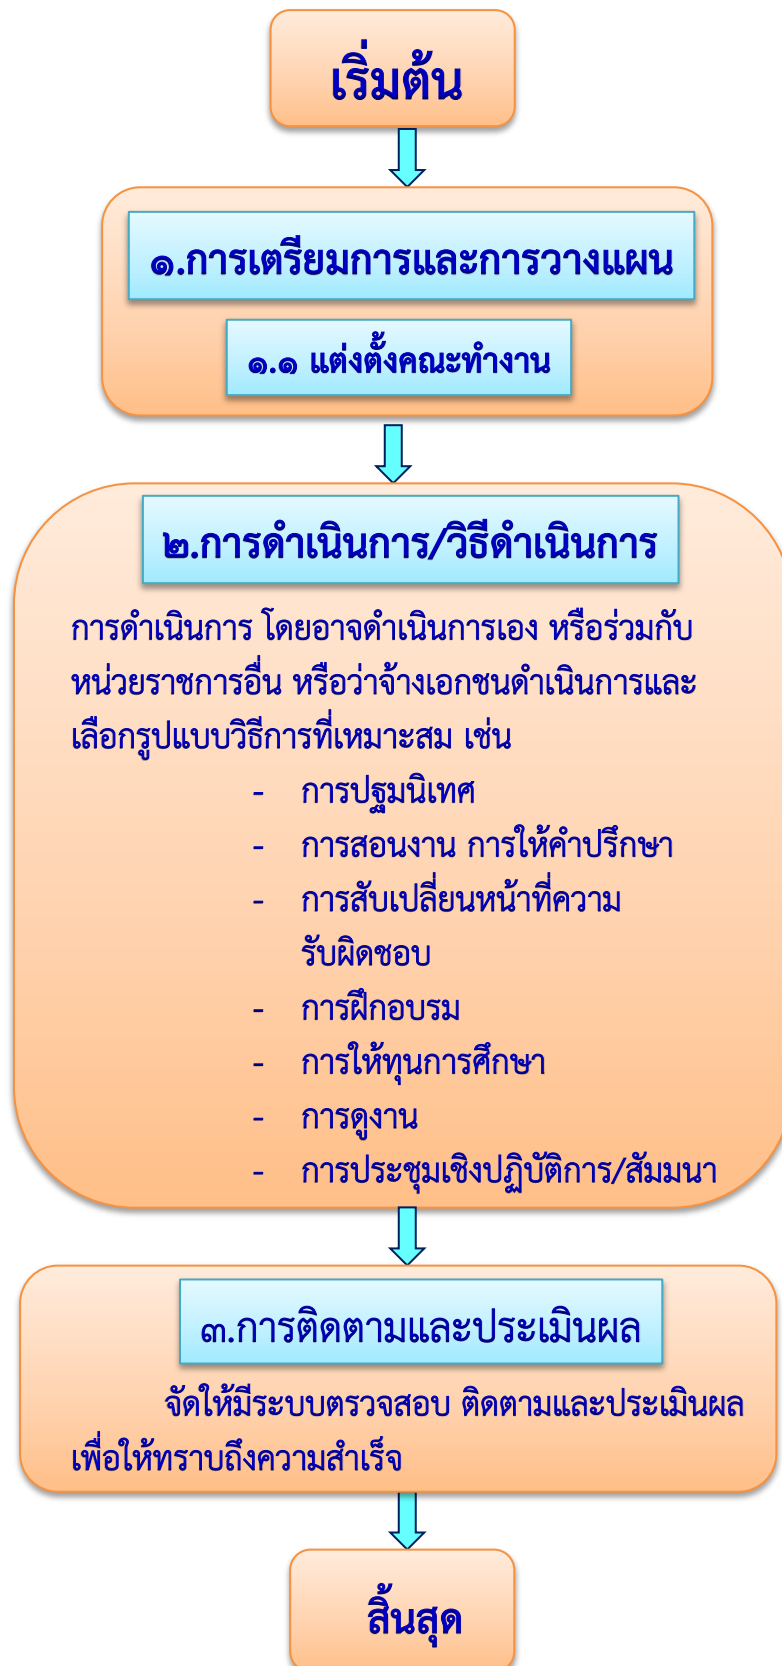 เริ่มต้น
๑.การเตรียมการและการวางแผน
๑.๑ แต่งตั้งคณะทำงาน
๒.การดำเนินการ/วิธีดำเนินการ
การดำเนินการ โดยอาจดำเนินการเอง หรือร่วมกับ
หน่วยราชการอื่น หรือว่าจ้างเอกชนดำเนินการและ
เลือกรูปแบบวิธีการที่เหมาะสม เช่น
- การปฐมนิเทศ
- การสอนงาน การให้คำปรึกษา
- การสับเปลี่ยนหน้าที่ความ
รับผิดชอบ
- การฝึกอบรม
- การให้ทุนการศึกษา
- การดูงาน
- การประชุมเชิงปฏิบัติการ/สัมมนา
๓.การติดตามและประเมินผล
จัดให้มีระบบตรวจสอบ ติดตามและประเมินผล
เพื่อให้ทราบถึงความสำเร็จ
สิ้นสุด